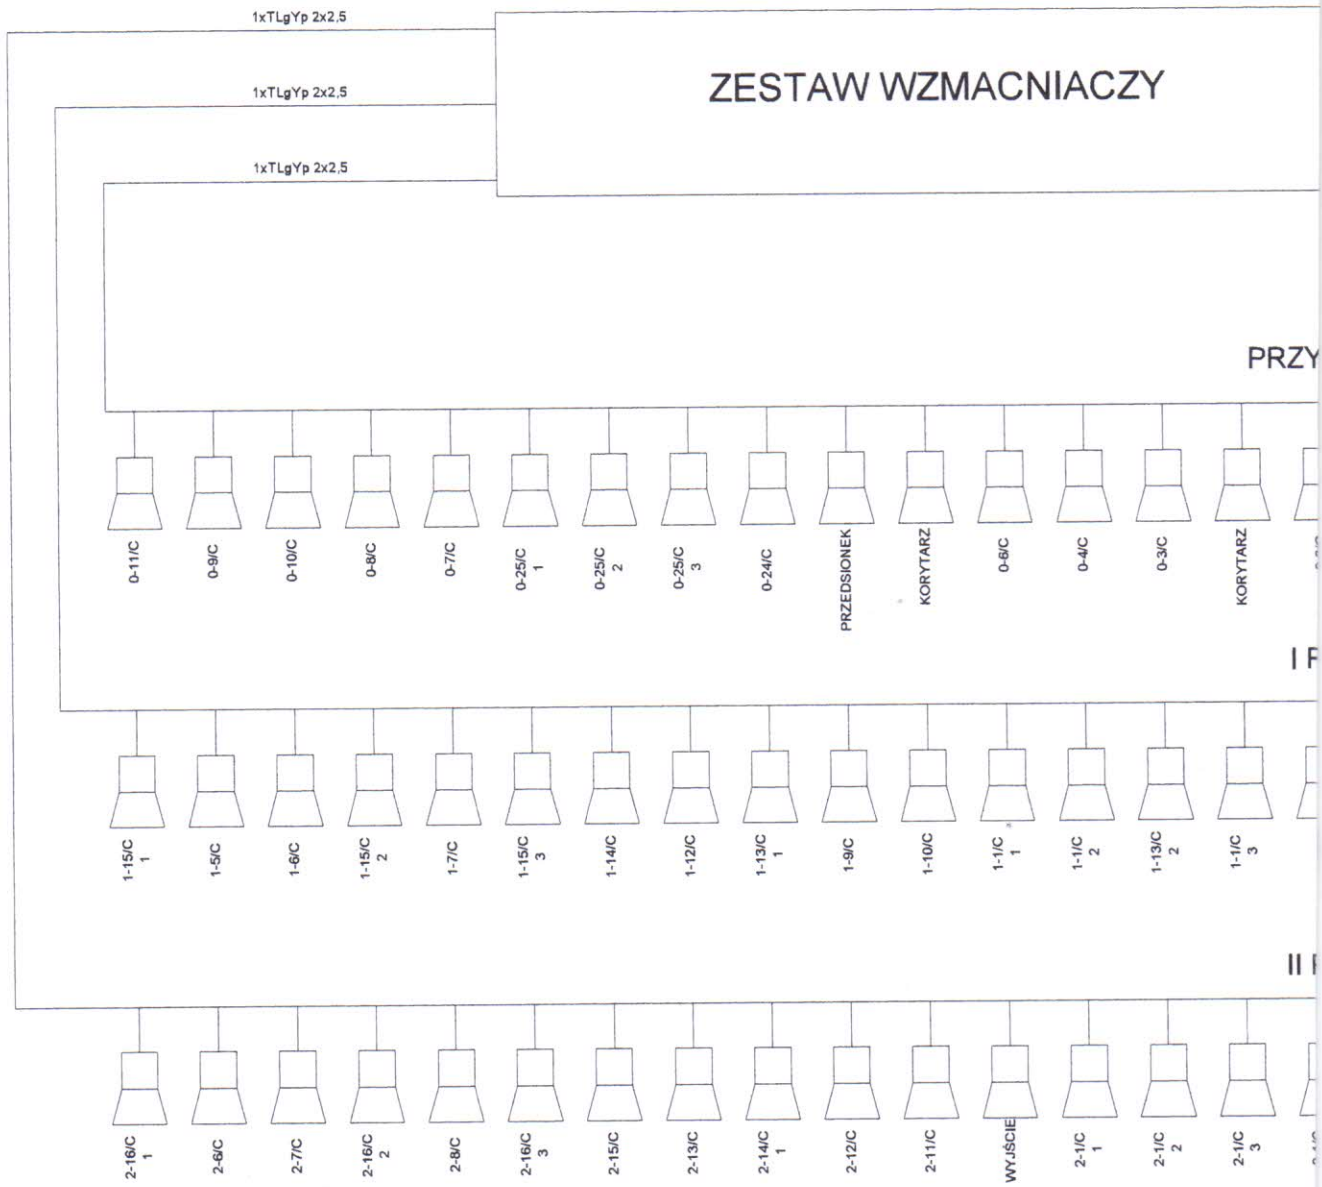 1xTLgYp 2x2,5
ZESTAW WZMACNIACZY
1xTLgYp 2x2,5
1xTLgYp 2x2,5
PRZY
0-11/C
0-9/C
0-10/C
0-8/C
0-7/C
0-25/C
1
0-25/C
2
0-25/C
3
0-24/C
PRZEDSIONEK
KORYTARZ
0-6/C
0-4/C
0-3/C
KORYTARZ
I P
1-15/C
1
1-5/C
1-6/C
1-15/C
2
1-7/C
1-15/C
3
1-14/C
1-12/C
1-13/C
1
1-9/C
1-10/C
1-1/C
1
1-1/C
2
1-13/C
2
1-1/C
3
II
2-16/C
1
2-6/C
2-7/C
2-16/C
2
2-8/C
2-16/C
3
2-15/C
2-13/C
2-14/C
1
2-12/C
2-11/C
WYJŚCIE
2-1/C
1
2-1/C
2
2-1/C
3